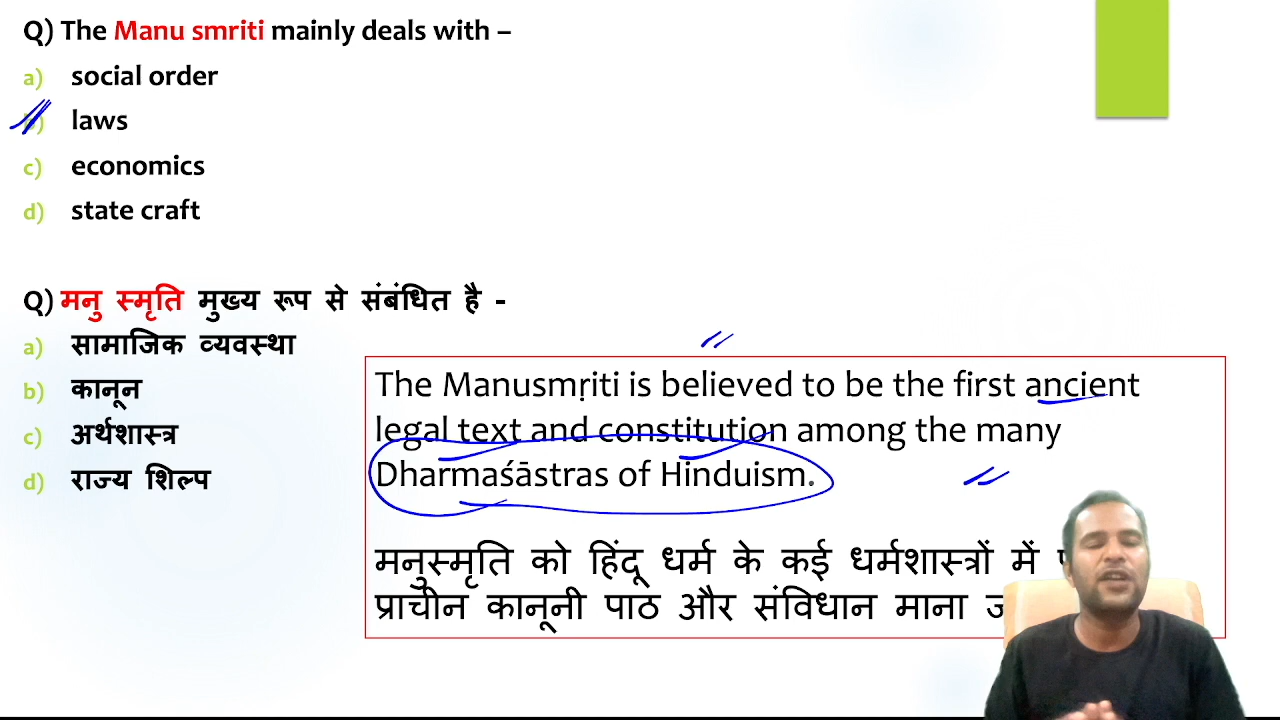 Q) The Manu smriti mainly deals with –
a) social order
b) laws
c) economics
d) state craft
Q) मनु स्मृति मुख्य रूप से संबंधित है -
a) सामाजिक व्यवस्था
b) कानून
c) अर्थशास्त्र
d) राज्य शिल्प
The Manusmṛiti is believed to be the first ancient
legal text and constitution among the many
Dharmaśāstras of Hinduism.
मनुस्मृति को हिंदू धर्म के कई धर्मशास्त्रों में
प्राचीन कानूनी पाठ और संविधान माना